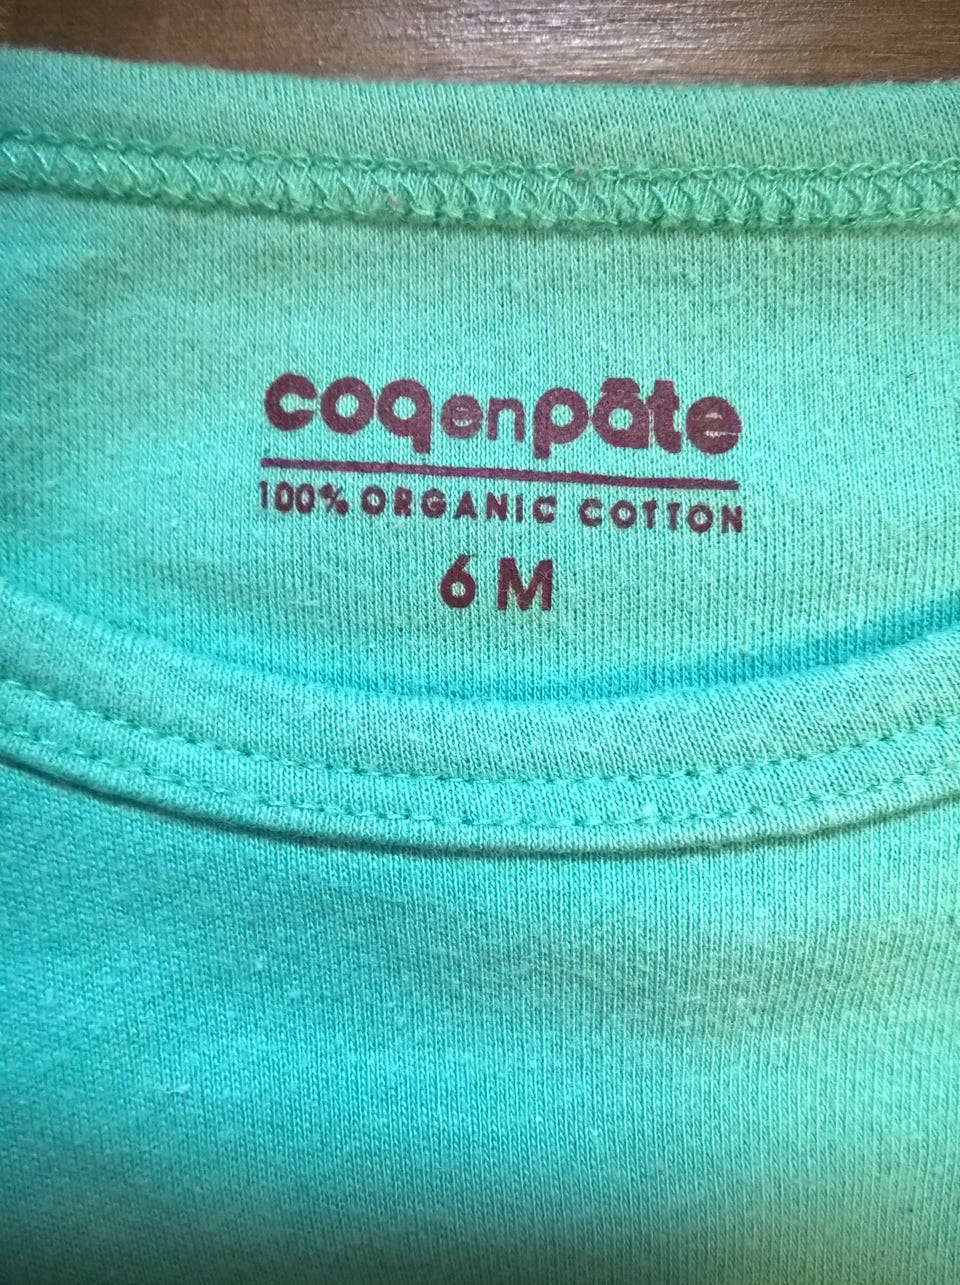 coqenpâte
100% ORGANIC COTTON
6 M